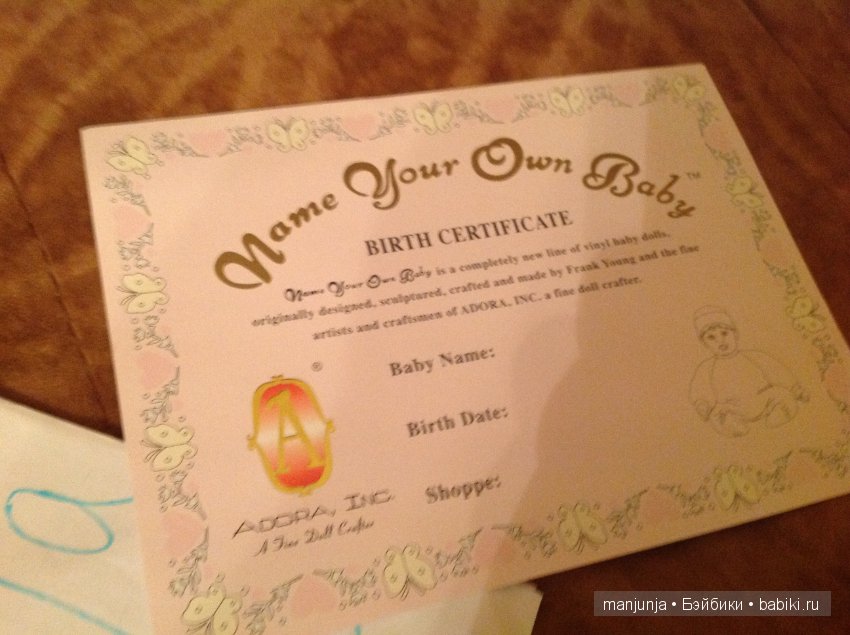 Name Your Own Baby™
BIRTH CERTIFICATE
Name Your Own Baby is a completely new line of vinyl baby dolls,
originally designed, sculptured, crafted and made by Frank Young and the fine
artists and craftsmen of ADORA, INC. a fine doll crafter.
Baby Name:
Birth Date:
Shoppe:
®
A
ADORA, INC.
A Fine Doll Crafter
manjunja • Бэйбики • babiki.ru